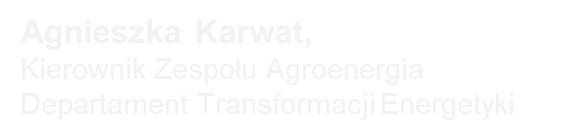 Agnieszka Karwat,
Kierownik Zespołu Agroenergia
Departament Transformacji Energetyki